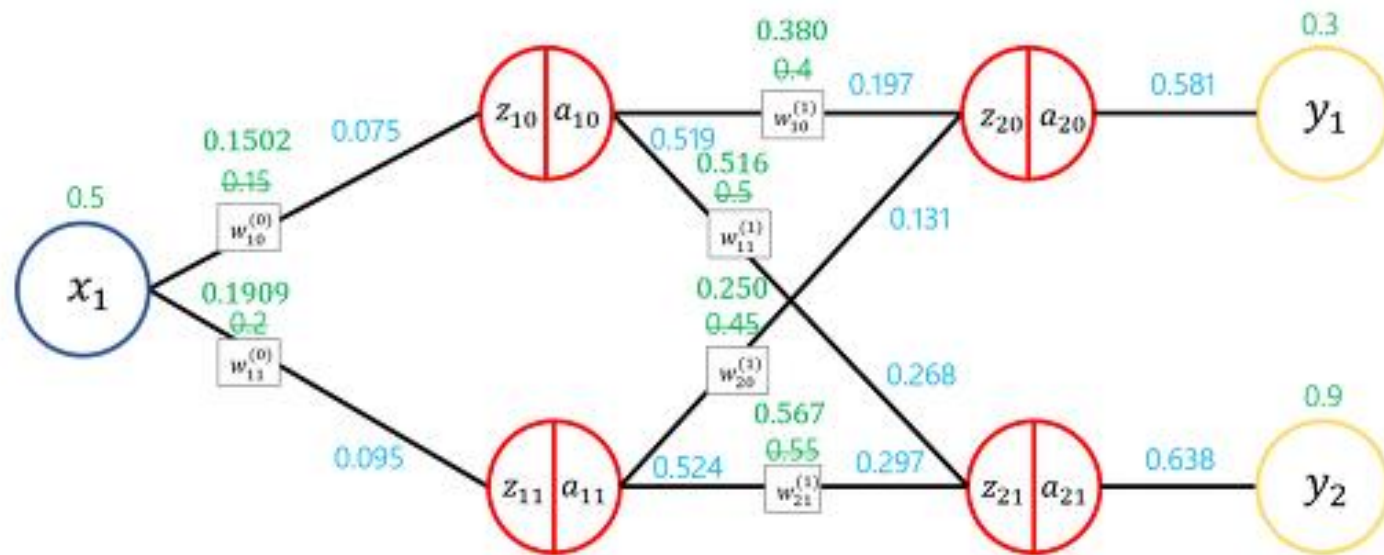 0.380
0.3
0.4
0.197
0.581
z₁₀ a₁₀
w₁₀⁽¹⁾
z₂₀ a₂₀
y₁
0.075
0.519
0.1502
0.516
0.15
0.5
0.5
w₁₀⁽⁰⁾
w₁₁⁽¹⁾
0.131
x₁
0.1909
0.250
0.2
0.45
w₁₁⁽⁰⁾
w₂₀⁽¹⁾
0.268
0.9
0.567
0.55
0.095
0.524
0.297
0.638
z₁₁ a₁₁
w₂₁⁽¹⁾
z₂₁ a₂₁
y₂